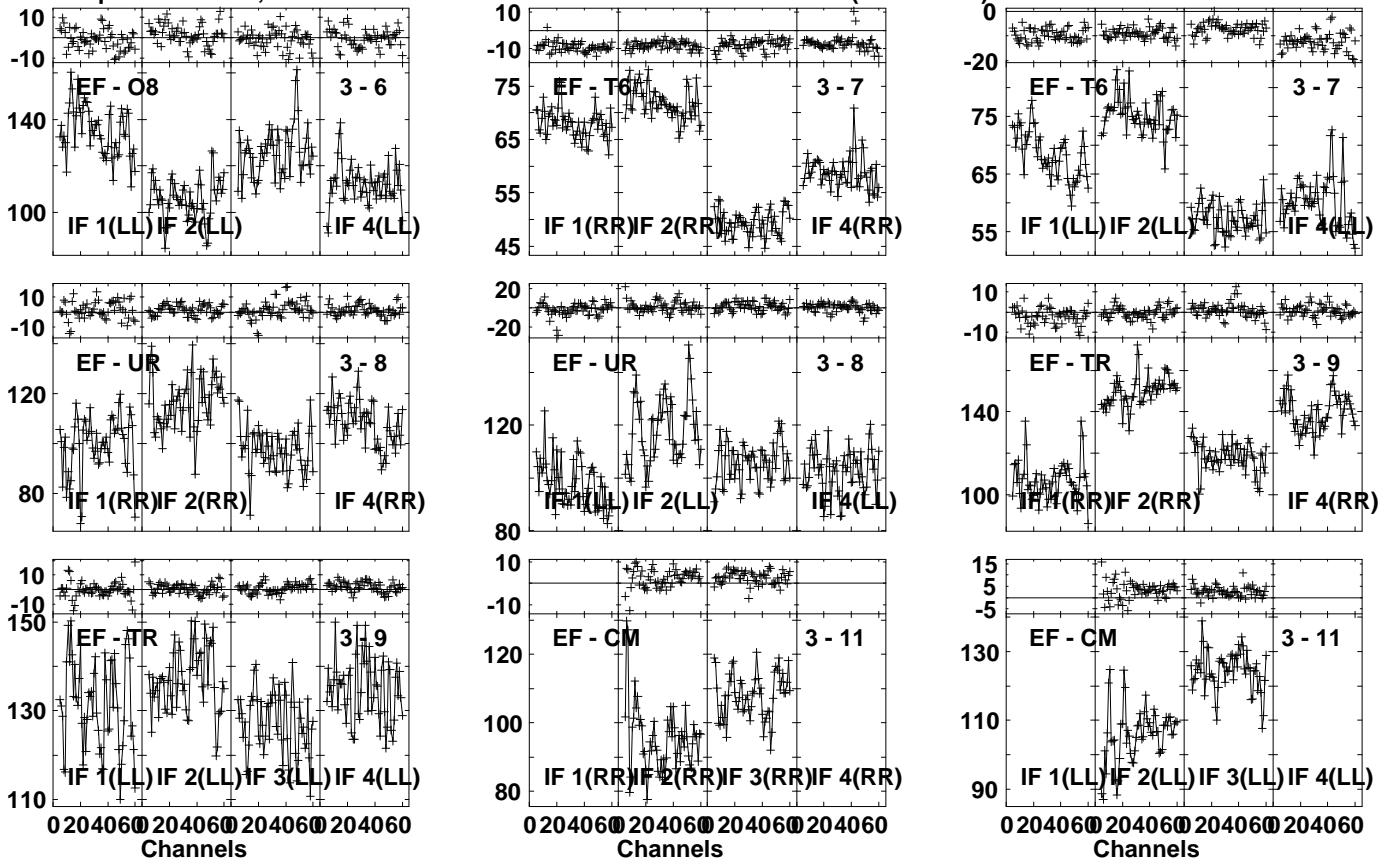 10 10 0
-10 -10 -20
EF - O8 3 - 6 EF - T6 3 - 7 EF - T6 3 - 7
140 75 75
65 65
100 55 55
45
IF 1(LL) IF 2(LL) IF 4(LL) IF 1(RR) IF 2(RR) IF 4(RR) IF 1(LL) IF 2(LL) IF 4(LL)
10 20 10
-10 -20 -10
EF - UR 3 - 8 EF - UR 3 - 8 EF - TR 3 - 9
120 120 140
80 80 100
IF 1(RR) IF 2(RR) IF 4(RR) IF 1(LL) IF 2(LL) IF 4(LL) IF 1(RR) IF 2(RR) IF 4(RR)
10 10 15
5
-10 -10 -5
EF - TR 3 - 9 EF - CM 3 - 11 EF - CM 3 - 11
150 120 130
130 100 110
110 80 90
IF 1(LL) IF 2(LL) IF 3(LL) IF 4(LL) IF 1(RR) IF 2(RR) IF 3(RR) IF 4(RR) IF 1(LL) IF 2(LL) IF 3(LL) IF 4(LL)
0 20 40 60 0 20 40 60 0 20 40 60 0 20 40 60 0 20 40 60 0 20 40 60 0 20 40 60 0 20 40 60 0 20 40 60 0 20 40 60 0 20 40 60 0 20 40 60
Channels Channels Channels